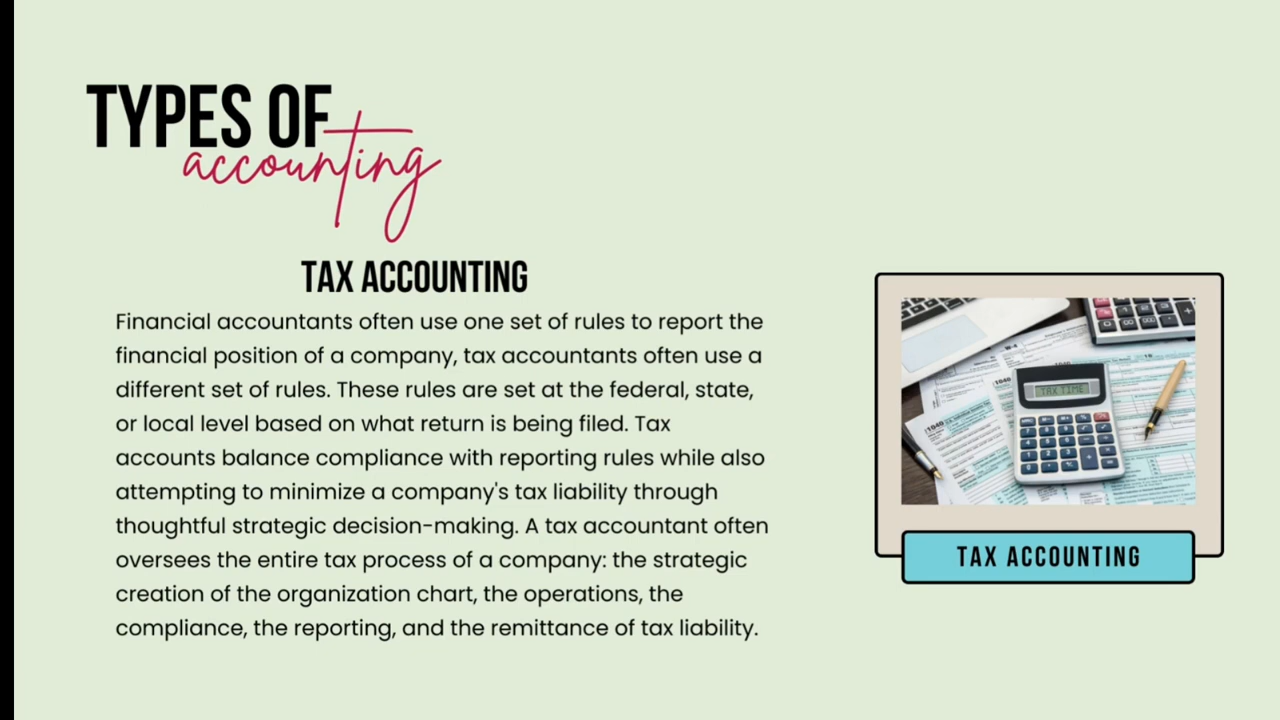 TYPES OF
accounting
TAX ACCOUNTING
Financial accountants often use one set of rules to report the
financial position of a company, tax accountants often use a
different set of rules. These rules are set at the federal, state,
or local level based on what return is being filed. Tax
accounts balance compliance with reporting rules while also
attempting to minimize a company's tax liability through
thoughtful strategic decision-making. A tax accountant often
oversees the entire tax process of a company: the strategic
creation of the organization chart, the operations, the
compliance, the reporting, and the remittance of tax liability.
TAX TIME
TAX ACCOUNTING